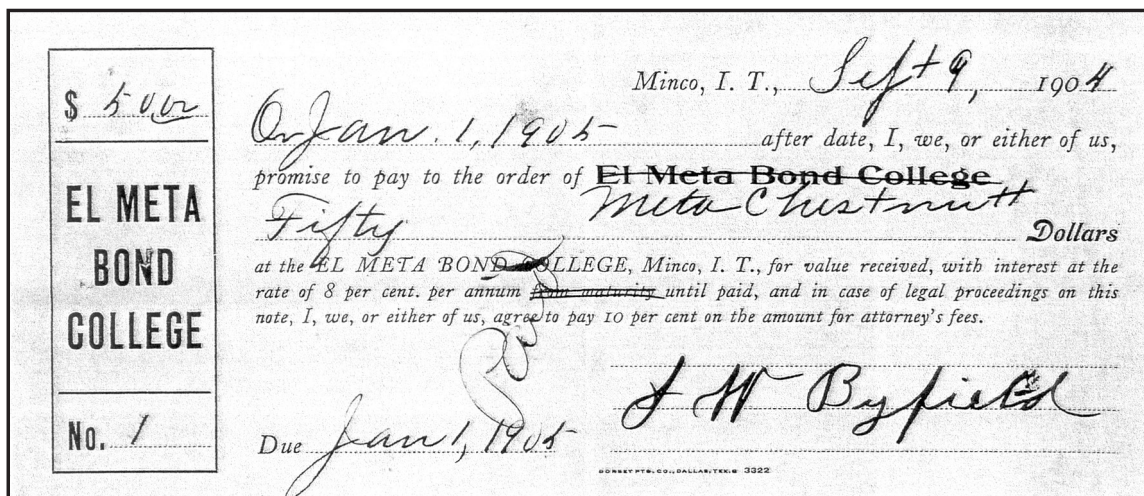 $ 50.00
EL META
BOND
COLLEGE
No. 1
Minco, I. T., Sept 9, 1904
On Jan. 1, 1905 after date, I, we, or either of us,
promise to pay to the order of El Meta Bond College
Meta Chestnutt
Fifty Dollars
at the EL META BOND COLLEGE, Minco, I. T., for value received, with interest at the
rate of 8 per cent. per annum from maturity until paid, and in case of legal proceedings on this
note, I, we, or either of us, agree to pay 10 per cent on the amount for attorney's fees.
Paid
J W Byfield
Due Jan 1, 1905
DORSEY PTG. CO., DALLAS, TEX. 3322